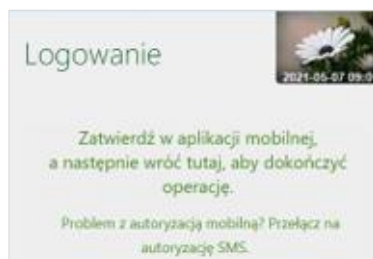 Logowanie
2021-05-07 09:0
Zatwierdź w aplikacji mobilnej,
a następnie wróć tutaj, aby dokończyć
operację.
Problem z autoryzacją mobilną? Przełącz na
autoryzację SMS.